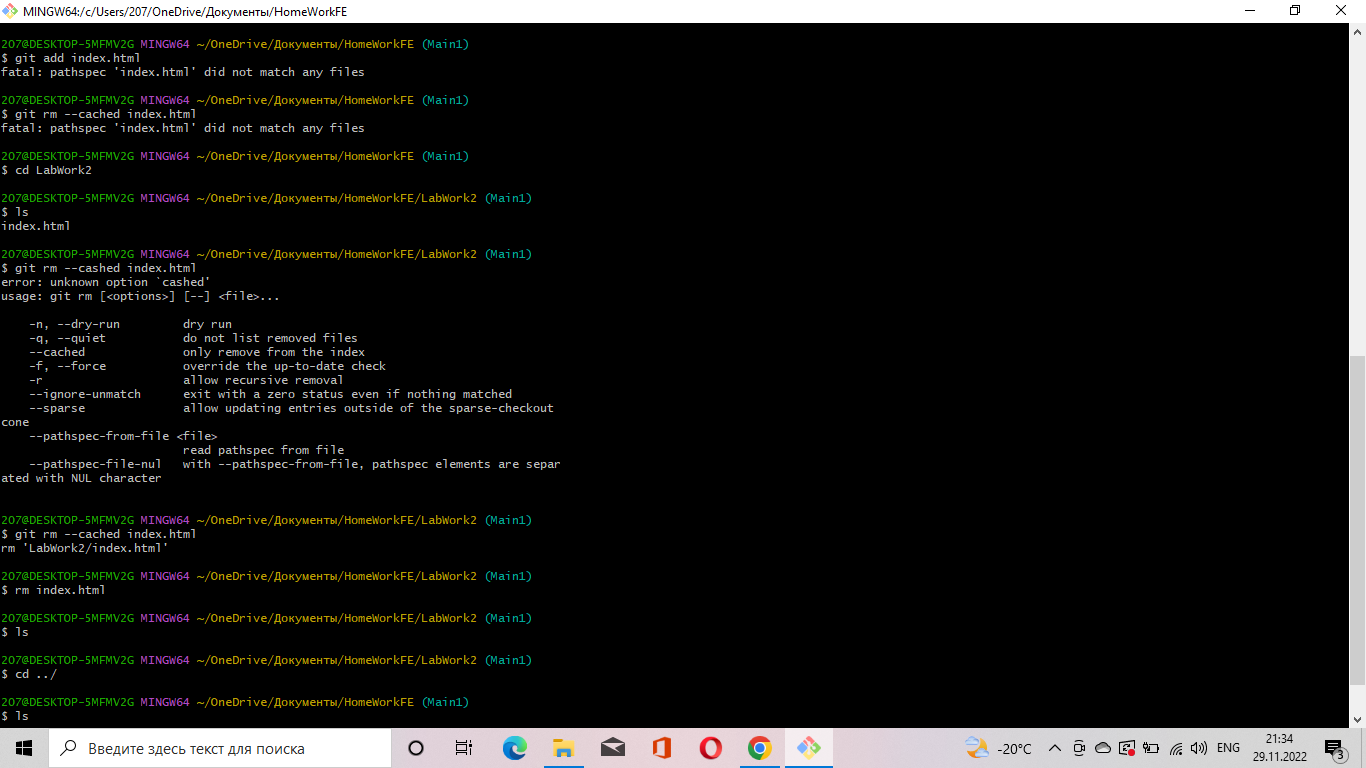 MINGW64:/c/Users/207/OneDrive/Документы/HomeWorkFE
207@DESKTOP-5MFMV2G MINGW64 ~/OneDrive/Документы/HomeWorkFE (Main1)
$ git add index.html
fatal: pathspec 'index.html' did not match any files
207@DESKTOP-5MFMV2G MINGW64 ~/OneDrive/Документы/HomeWorkFE (Main1)
$ git rm --cached index.html
fatal: pathspec 'index.html' did not match any files
207@DESKTOP-5MFMV2G MINGW64 ~/OneDrive/Документы/HomeWorkFE (Main1)
$ cd LabWork2
207@DESKTOP-5MFMV2G MINGW64 ~/OneDrive/Документы/HomeWorkFE/LabWork2 (Main1)
$ ls
index.html
207@DESKTOP-5MFMV2G MINGW64 ~/OneDrive/Документы/HomeWorkFE/LabWork2 (Main1)
$ git rm --cashed index.html
error: unknown option `cashed'
usage: git rm [<options>] [--] <file>...
-n, --dry-run dry run
-q, --quiet do not list removed files
--cached only remove from the index
-f, --force override the up-to-date check
-r allow recursive removal
--ignore-unmatch exit with a zero status even if nothing matched
--sparse allow updating entries outside of the sparse-checkout
cone
--pathspec-from-file <file>
read pathspec from file
--pathspec-file-nul with --pathspec-from-file, pathspec elements are separ
ated with NUL character
207@DESKTOP-5MFMV2G MINGW64 ~/OneDrive/Документы/HomeWorkFE/LabWork2 (Main1)
$ git rm --cached index.html
rm 'LabWork2/index.html'
207@DESKTOP-5MFMV2G MINGW64 ~/OneDrive/Документы/HomeWorkFE/LabWork2 (Main1)
$ rm index.html
207@DESKTOP-5MFMV2G MINGW64 ~/OneDrive/Документы/HomeWorkFE/LabWork2 (Main1)
$ ls
207@DESKTOP-5MFMV2G MINGW64 ~/OneDrive/Документы/HomeWorkFE/LabWork2 (Main1)
$ cd ../
207@DESKTOP-5MFMV2G MINGW64 ~/OneDrive/Документы/HomeWorkFE (Main1)
$ ls
Введите здесь текст для поиска
-20°C
ENG
21:34
29.11.2022
3